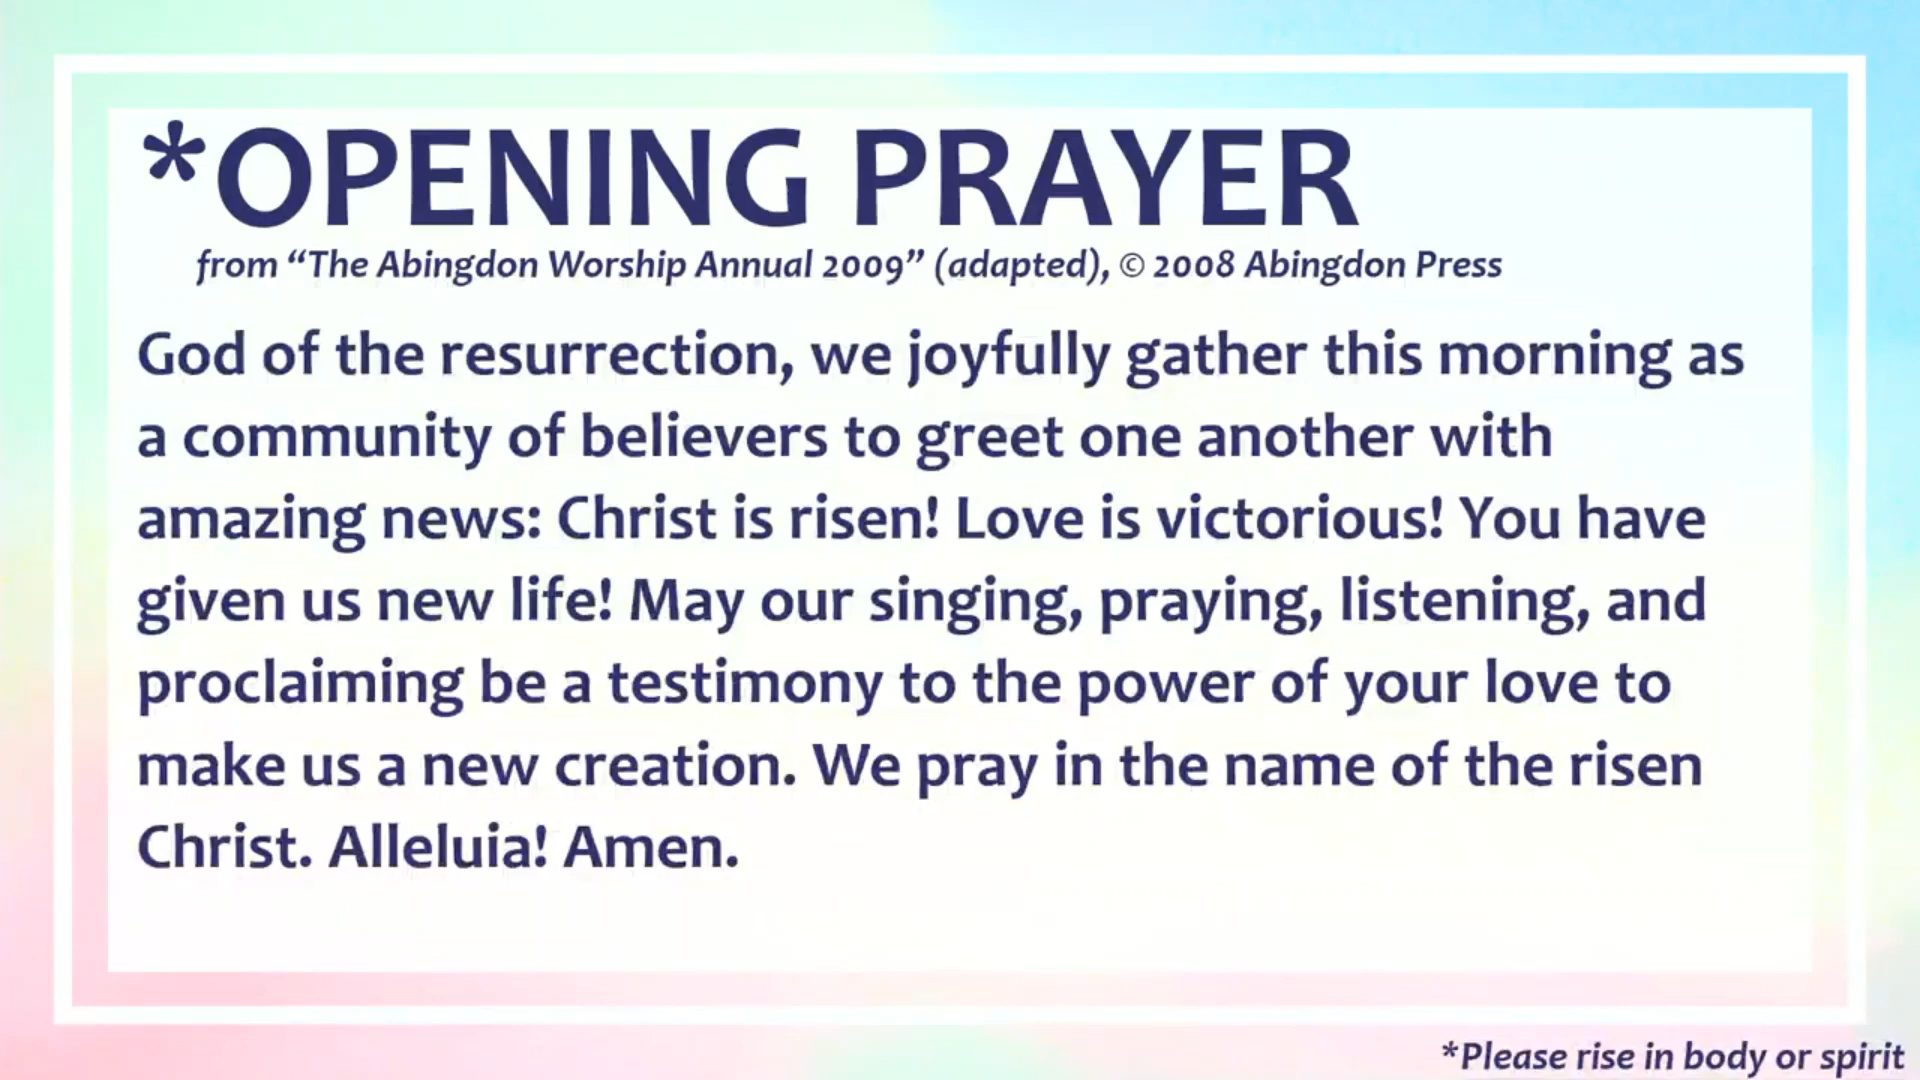 *OPENING PRAYER
from “The Abingdon Worship Annual 2009” (adapted), © 2008 Abingdon Press
God of the resurrection, we joyfully gather this morning as
a community of believers to greet one another with
amazing news: Christ is risen! Love is victorious! You have
given us new life! May our singing, praying, listening, and
proclaiming be a testimony to the power of your love to
make us a new creation. We pray in the name of the risen
Christ. Alleluia! Amen.
*Please rise in body or spirit